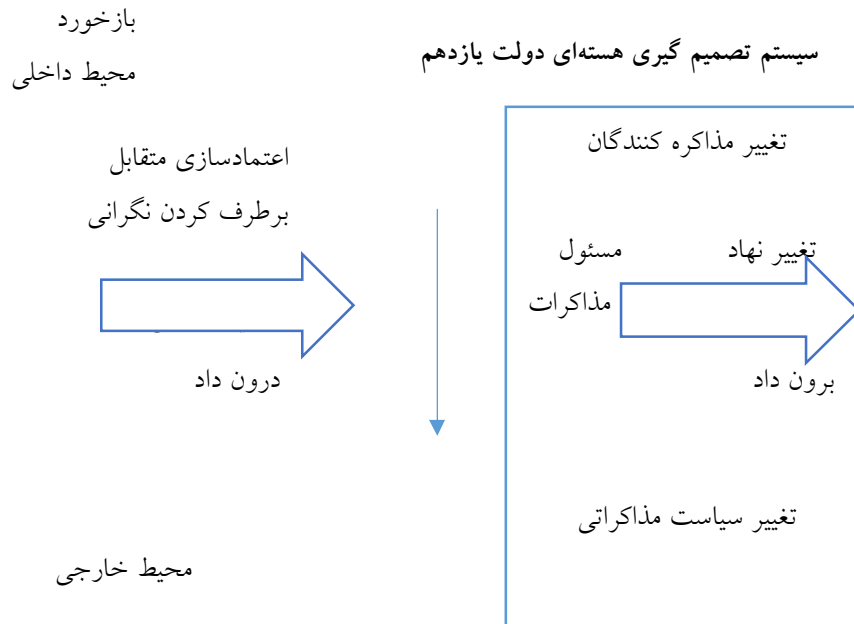 بازخورد
سیستم تصمیم گیری هسته‌ای دولت یازدهم
محیط داخلی
تغییر مذاکره کنندگان
اعتمادسازی متقابل
برطرف کردن نگرانی
تغییر نهاد مسئول
مذاکرات
برون داد
درون داد
تغییر سیاست مذاکراتی
محیط خارجی